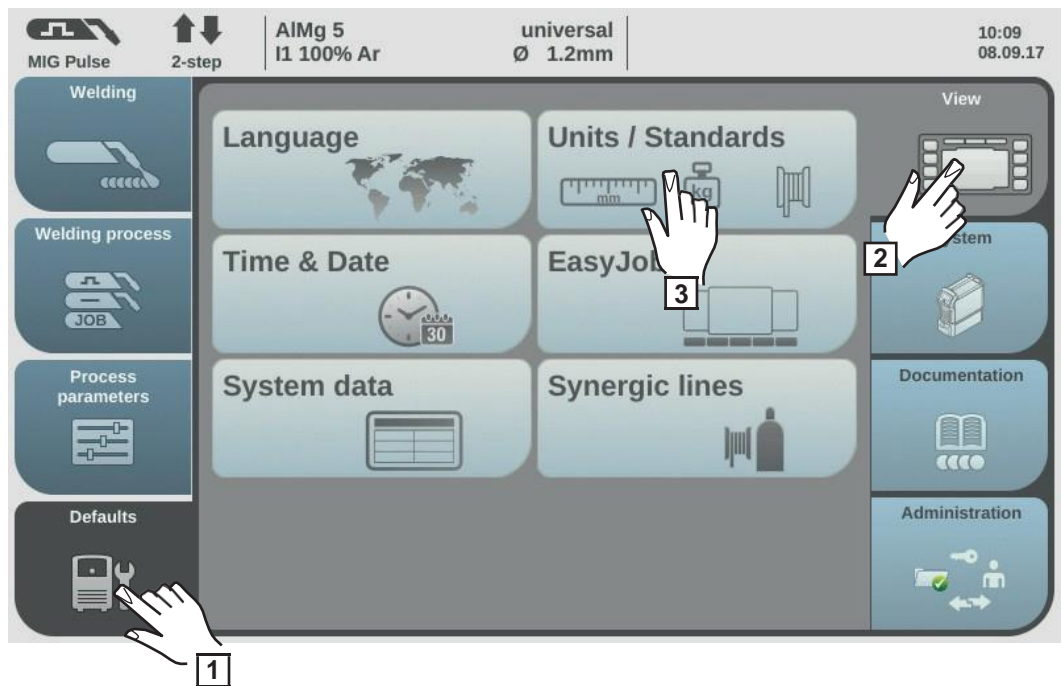 MIG Pulse
2-step
AlMg 5
I1 100% Ar
universal
Ø 1.2mm
10:09
08.09.17
Welding
Welding process
JOB
Process
parameters
Defaults
Language
Units / Standards
mm
kg
Time & Date
30
EasyJob
System data
Synergic lines
View
System
Documentation
Administration
1
2
3